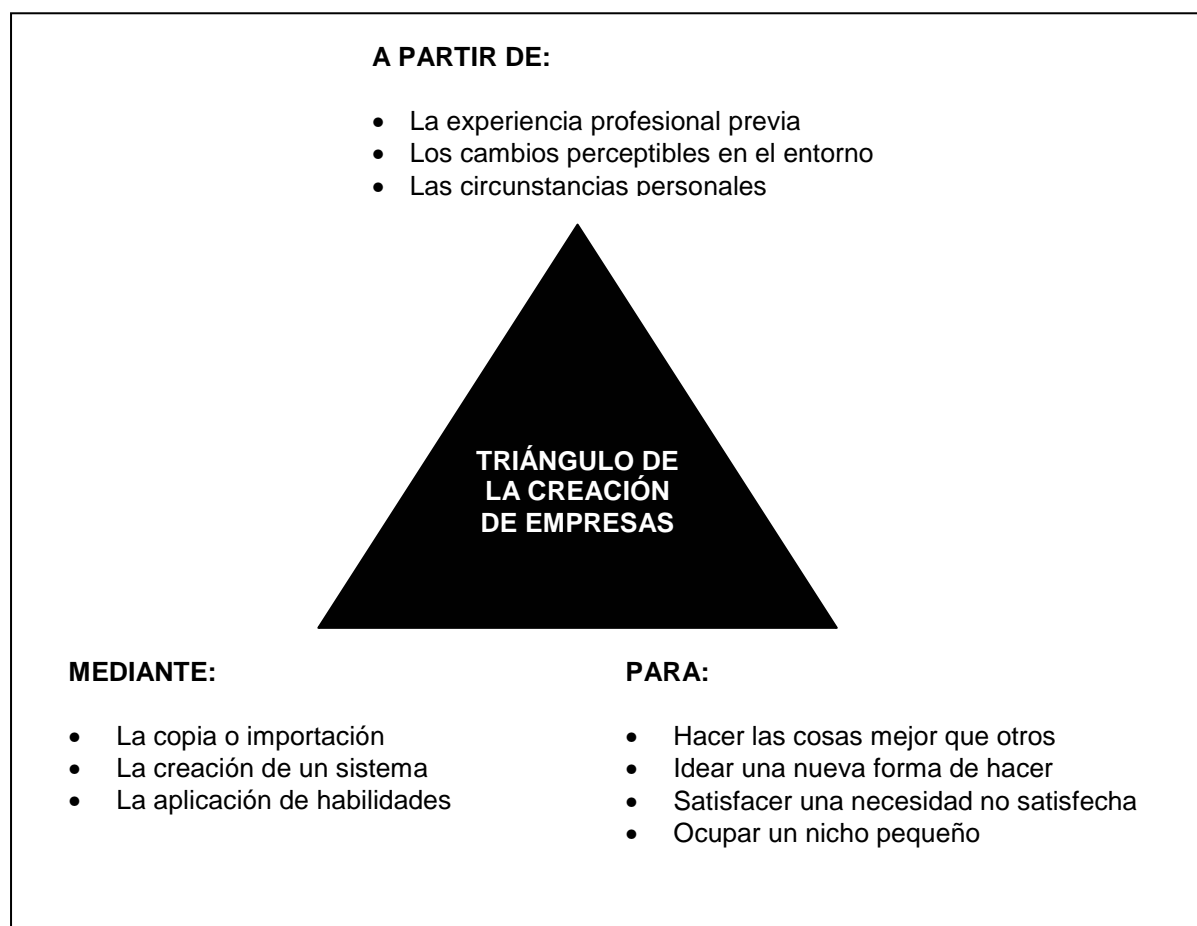 A PARTIR DE:
• La experiencia profesional previa
• Los cambios perceptibles en el entorno
• Las circunstancias personales
TRIÁNGULO DE
LA CREACIÓN
DE EMPRESAS
MEDIANTE:
• La copia o importación
• La creación de un sistema
• La aplicación de habilidades
PARA:
• Hacer las cosas mejor que otros
• Idear una nueva forma de hacer
• Satisfacer una necesidad no satisfecha
• Ocupar un nicho pequeño